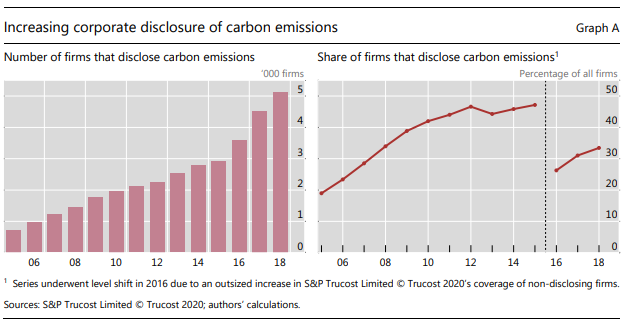 Increasing corporate disclosure of carbon emissions Graph A
Number of firms that disclose carbon emissions
Share of firms that disclose carbon emissions¹
'000 firms
Percentage of all firms
5
4
3
2
1
0
06 08 10 12 14 16 18
50
40
30
20
10
0
06 08 10 12 14 16 18
¹ Series underwent level shift in 2016 due to an outsized increase in S&P Trucost Limited © Trucost 2020's coverage of non-disclosing firms.
Sources: S&P Trucost Limited © Trucost 2020; authors' calculations.